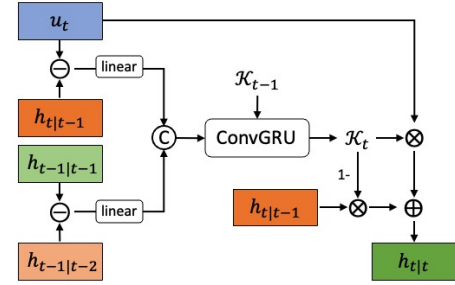 u_t
linear
h_{t|t-1}
𝒦_{t-1}
h_{t-1|t-1}
C
ConvGRU
𝒦_t
1-
linear
h_{t|t-1}
h_{t-1|t-2}
h_{t|t}